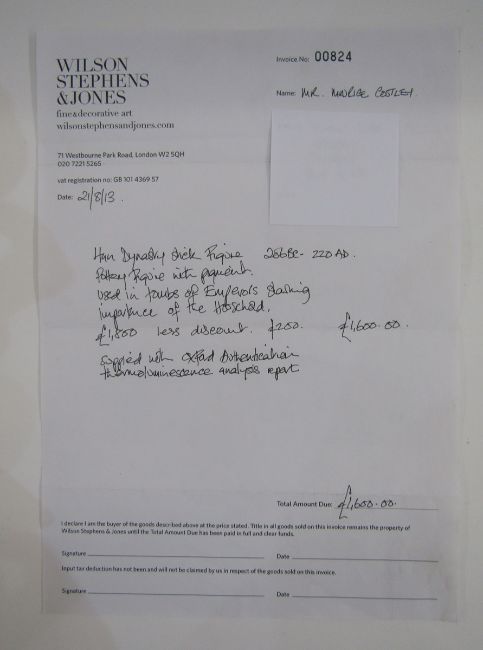 WILSON
STEPHENS
& JONES
fine & decorative art
wilsonstephensandjones.com
Invoice No: 00824
Name: MR. MAURICE COSTLEY.
71 Westbourne Park Road, London W2 5QH
020 7221 5265
vat registration no: GB 101 4369 57
Date: 21/8/13.
Han Dynasty stick Figure 206BC - 220 AD.
Pottery Figure with pigment.
used in tombs of Emperors showing
importance of the Household.
£1,800 less discount £200. £1,600.00.
Supplied with Oxford Authentication
thermoluminescence analysis report
Total Amount Due: £1,600.00.
I declare I am the buyer of the goods described above at the price stated. Title in all goods sold on this invoice remains the property of
Wilson Stephens & Jones until the Total Amount Due has been paid in full and clear funds.
Signature Date
Input tax deduction has not been and will not be claimed by us in respect of the goods sold on this invoice.
Signature Date